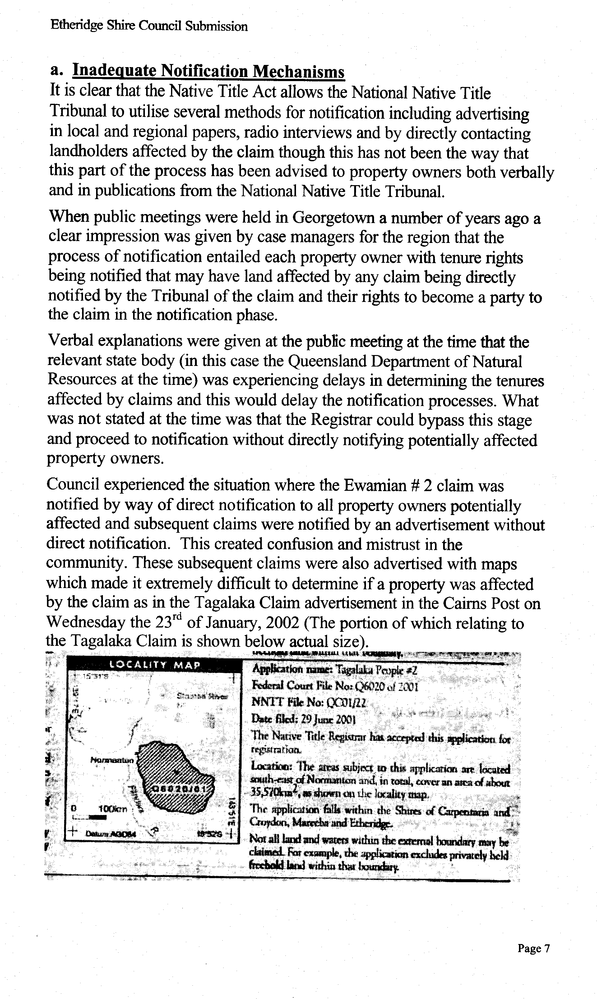 Etheridge Shire Council Submission
a. Inadequate Notification Mechanisms
It is clear that the Native Title Act allows the National Native Title
Tribunal to utilise several methods for notification including advertising
in local and regional papers, radio interviews and by directly contacting
landholders affected by the claim though this has not been the way that
this part of the process has been advised to property owners both verbally
and in publications from the National Native Title Tribunal.
When public meetings were held in Georgetown a number of years ago a
clear impression was given by case managers for the region that the
process of notification entailed each property owner with tenure rights
being notified that may have land affected by any claim being directly
notified by the Tribunal of the claim and their rights to become a party to
the claim in the notification phase.
Verbal explanations were given at the public meeting at the time that the
relevant state body (in this case the Queensland Department of Natural
Resources at the time) was experiencing delays in determining the tenures
affected by claims and this would delay the notification processes. What
was not stated at the time was that the Registrar could bypass this stage
and proceed to notification without directly notifying potentially affected
property owners.
Council experienced the situation where the Ewamian # 2 claim was
notified by way of direct notification to all property owners potentially
affected and subsequent claims were notified by an advertisement without
direct notification. This created confusion and mistrust in the
community. These subsequent claims were also advertised with maps
which made it extremely difficult to determine if a property was affected
by the claim as in the Tagalaka Claim advertisement in the Cairns Post on
Wednesday the 23rd of January, 2002 (The portion of which relating to
the Tagalaka Claim is shown below actual size).
LOCALITY MAP
15°31'S
Staaten River
Normanton
Q6020/01
Flinders
R
0 100km
143°51'E
Datum AGD84
19°52'S
Application name: Tagalaka People #2
Federal Court File No: Q6020 of 2001
NNTT File No: QC01/22
Date filed: 29 June 2001
The Native Title Registrar has accepted this application for
registration.
Location: The areas subject to this application are located
south-east of Normanton and, in total, cover an area of about
35,570km², as shown on the locality map.
The application falls within the Shires of Carpentaria and
Croydon, Mareeba and Etheridge.
Not all land and waters within the external boundary may be
claimed. For example, the application excludes privately held
freehold land within that boundary.
Page 7